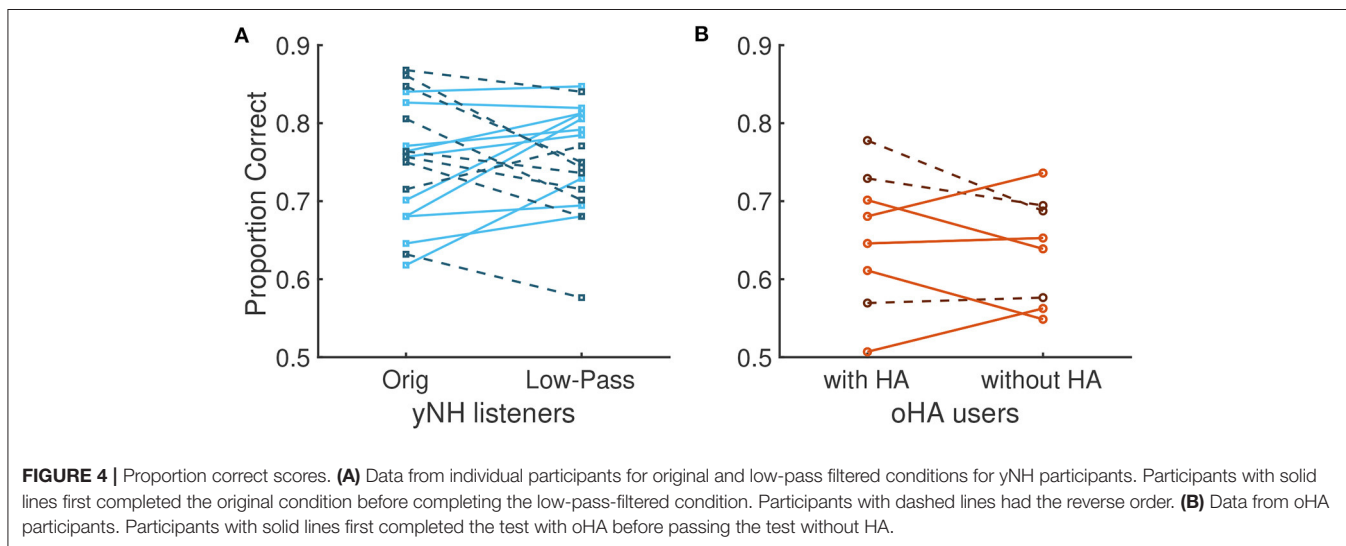 A
B
0.9
0.8
0.7
0.6
0.5
Proportion Correct
Orig
Low-Pass
yNH listeners
0.9
0.8
0.7
0.6
0.5
with HA
without HA
oHA users
FIGURE 4 | Proportion correct scores. (A) Data from individual participants for original and low-pass filtered conditions for yNH participants. Participants with solid
lines first completed the original condition before completing the low-pass-filtered condition. Participants with dashed lines had the reverse order. (B) Data from oHA
participants. Participants with solid lines first completed the test with oHA before passing the test without HA.